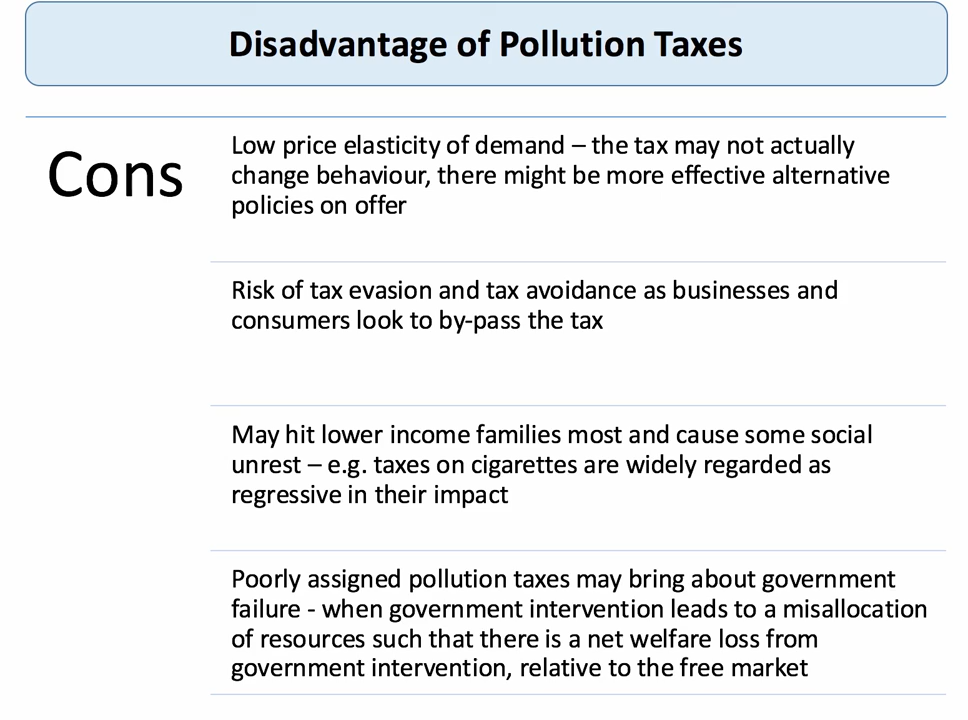 Disadvantage of Pollution Taxes
Cons
Low price elasticity of demand – the tax may not actually
change behaviour, there might be more effective alternative
policies on offer
Risk of tax evasion and tax avoidance as businesses and
consumers look to by-pass the tax
May hit lower income families most and cause some social
unrest – e.g. taxes on cigarettes are widely regarded as
regressive in their impact
Poorly assigned pollution taxes may bring about government
failure - when government intervention leads to a misallocation
of resources such that there is a net welfare loss from
government intervention, relative to the free market